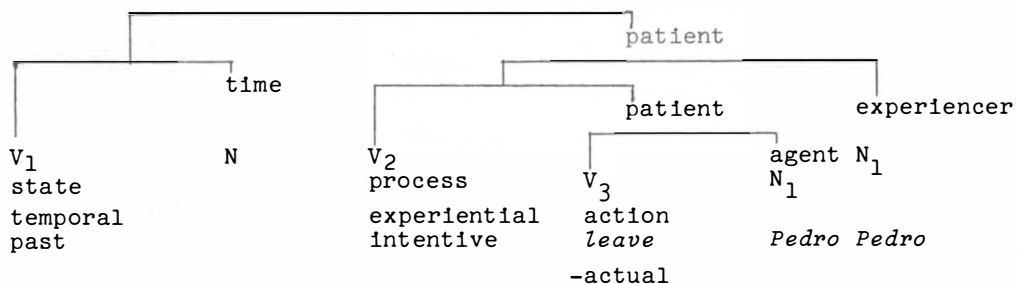 patient
time
patient experiencer
V1 N V2 V3 agent N1
state process N1
temporal experiential action
past intentive leave Pedro Pedro
-actual